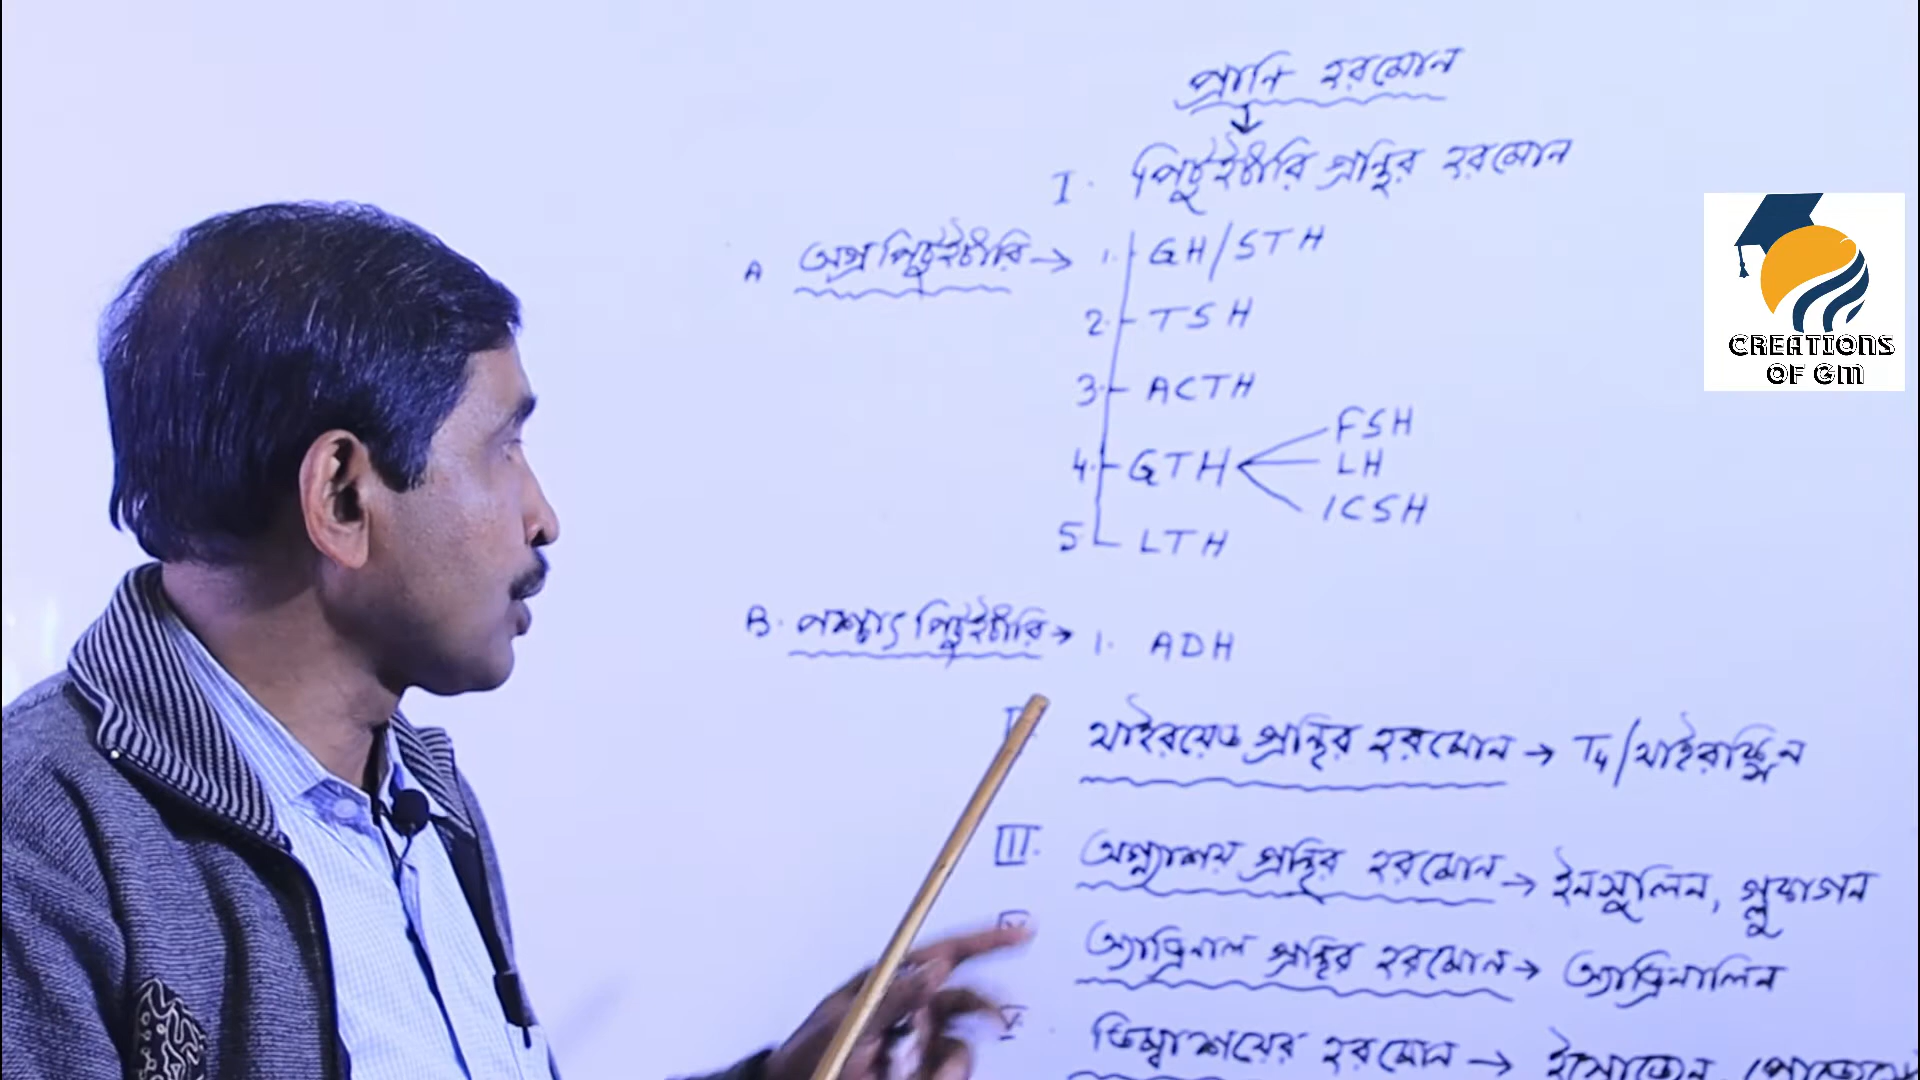 প্রাণি হরমোন
I. পিটুইটারি গ্রন্থির হরমোন
A অগ্র পিটুইটারি → 1. GH/STH
2. TSH
3. ACTH
4. GTH FSH
LH
ICSH
5 LTH
B. পশ্চাৎ পিটুইটারি → 1. ADH
থাইরয়েড গ্রন্থির হরমোন → T4/থাইরক্সিন
III. অগ্ন্যাশয় গ্রন্থির হরমোন → ইনসুলিন, গ্লুকাগন
অ্যাড্রিনাল গ্রন্থির হরমোন → অ্যাড্রিনালিন
V. ডিম্বাশয়ের হরমোন →
CREATIONS
OF GM